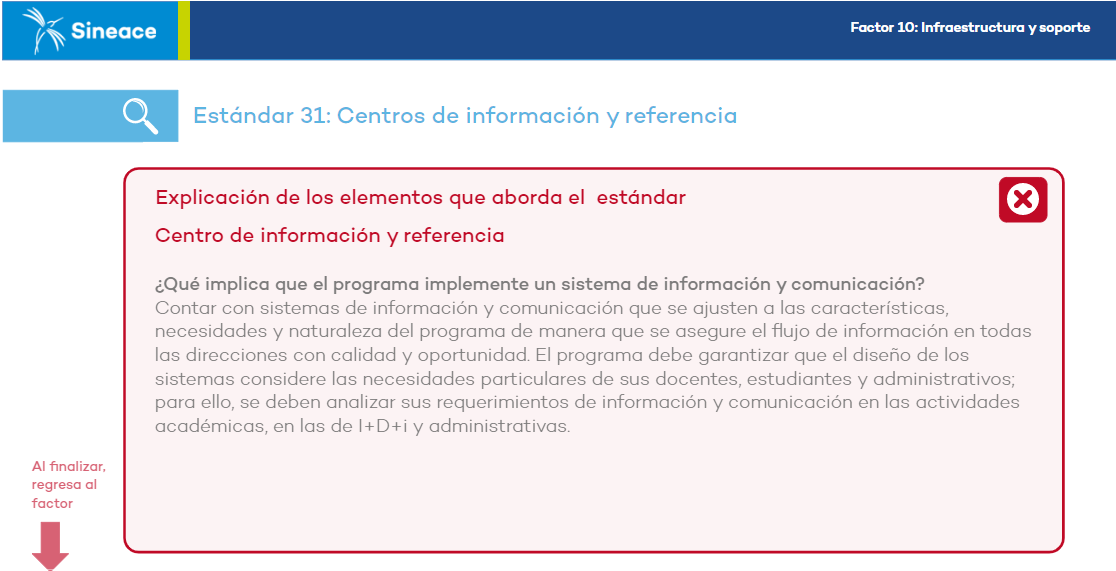 Sineace
Factor 10: Infraestructura y soporte
Estándar 31: Centros de información y referencia
Explicación de los elementos que aborda el estándar
Centro de información y referencia
¿Qué implica que el programa implemente un sistema de información y comunicación?
Contar con sistemas de información y comunicación que se ajusten a las características,
necesidades y naturaleza del programa de manera que se asegure el flujo de información en todas
las direcciones con calidad y oportunidad. El programa debe garantizar que el diseño de los
sistemas considere las necesidades particulares de sus docentes, estudiantes y administrativos;
para ello, se deben analizar sus requerimientos de información y comunicación en las actividades
académicas, en las de I+D+i y administrativas.
Al finalizar,
regresa al
factor